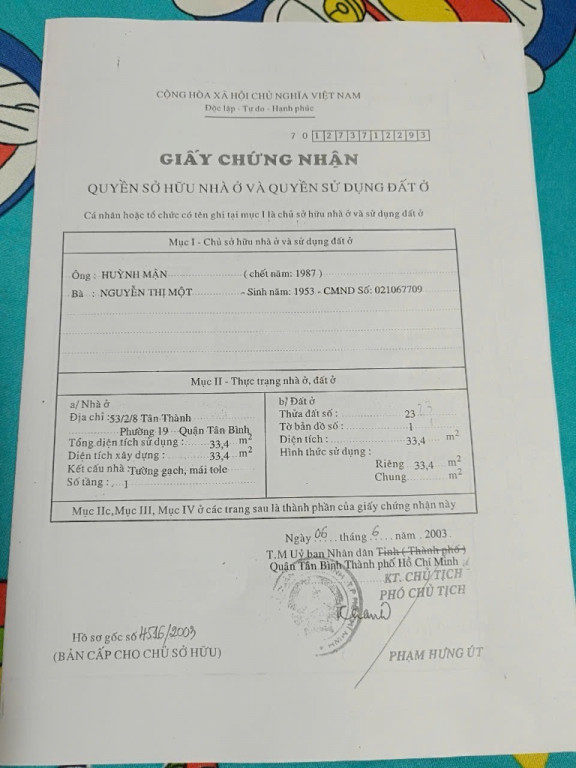 CỘNG HÒA XÃ HỘI CHỦ NGHĨA VIỆT NAM
Độc lập - Tự do - Hạnh phúc
7 0 1 2 7 3 7 1 2 2 9 3
GIẤY CHỨNG NHẬN
QUYỀN SỞ HỮU NHÀ Ở VÀ QUYỀN SỬ DỤNG ĐẤT Ở
Cá nhân hoặc tổ chức có tên ghi tại mục I là chủ sở hữu nhà ở và sử dụng đất ở
Mục I - Chủ sở hữu nhà ở và sử dụng đất ở
Ông : HUỲNH MÂN ( chết năm: 1987 )
Bà : NGUYỄN THỊ MỘT - Sinh năm: 1953 - CMND Số: 021067709
Mục II - Thực trạng nhà ở, đất ở
a/ Nhà ở
Địa chỉ : 53/2/8 Tân Thành
Phường 19 Quận Tân Bình
Tổng diện tích sử dụng : 33,4 m2
Diện tích xây dựng : 33,4 m2
Kết cấu nhà : Tường gạch, mái tole
Số tầng : 1
b/ Đất ở
Thửa đất số : 23 23
Tờ bản đồ số : 1
Diện tích : 33,4 m2
Hình thức sử dụng :
Riêng 33,4 m2
Chung m2
Mục IIc, Mục III, Mục IV ở các trang sau là thành phần của giấy chứng nhận này
Ngày 06 tháng 6 năm 2003
T.M Uỷ ban Nhân dân Tỉnh (Thành phố)
Quận Tân Bình Thành phố Hồ Chí Minh
KT. CHỦ TỊCH
PHÓ CHỦ TỊCH
Hồ sơ gốc số 4516/2003
(BẢN CẤP CHO CHỦ SỞ HỮU)
PHẠM HƯNG ÚT